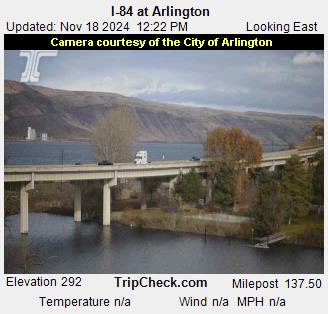 I-84 at Arlington
Updated: Nov 18 2024 12:22 PM Looking East
Camera courtesy of the City of Arlington
Elevation 292 TripCheck.com Milepost 137.50
Temperature n/a Wind n/a MPH n/a